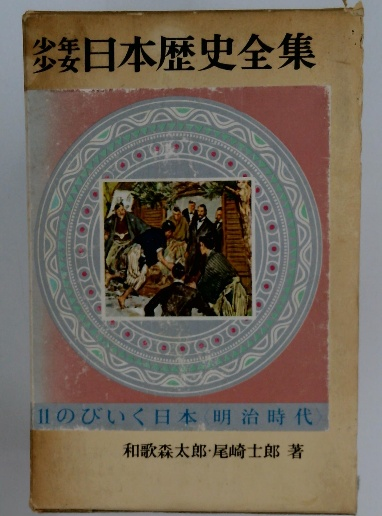 少年少女日本歴史全集
11のびいく日本〈明治時代〉
和歌森太郎・尾崎士郎 著